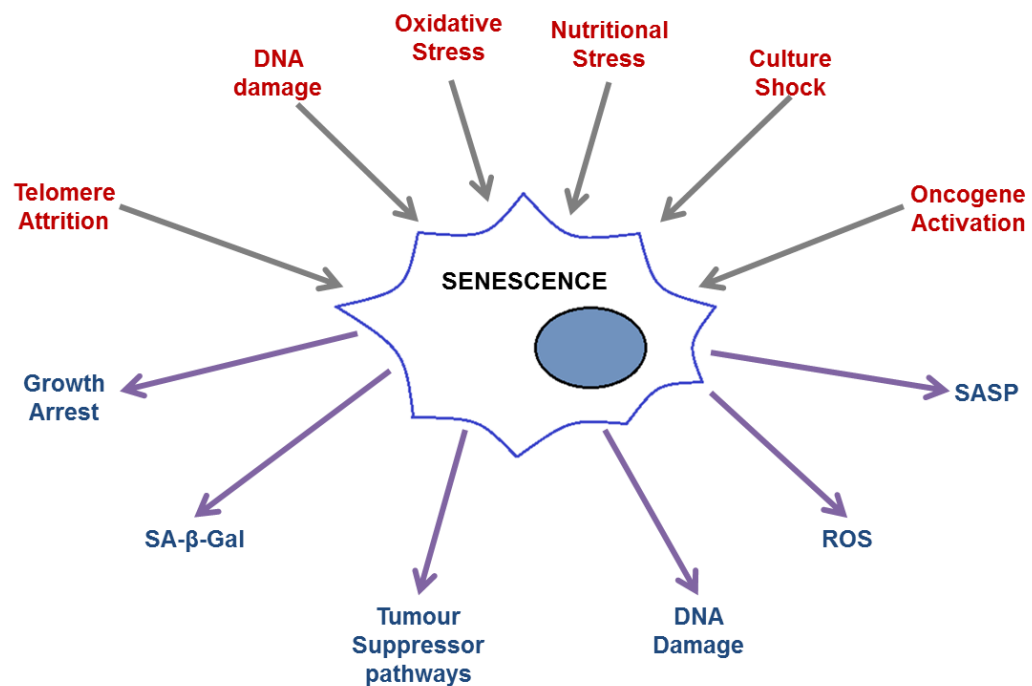 Oxidative
Stress
Nutritional
Stress
DNA
damage
Culture
Shock
Telomere
Attrition
Oncogene
Activation
SENESCENCE
Growth
Arrest
SASP
SA-β-Gal
ROS
Tumour
Suppressor
pathways
DNA
Damage